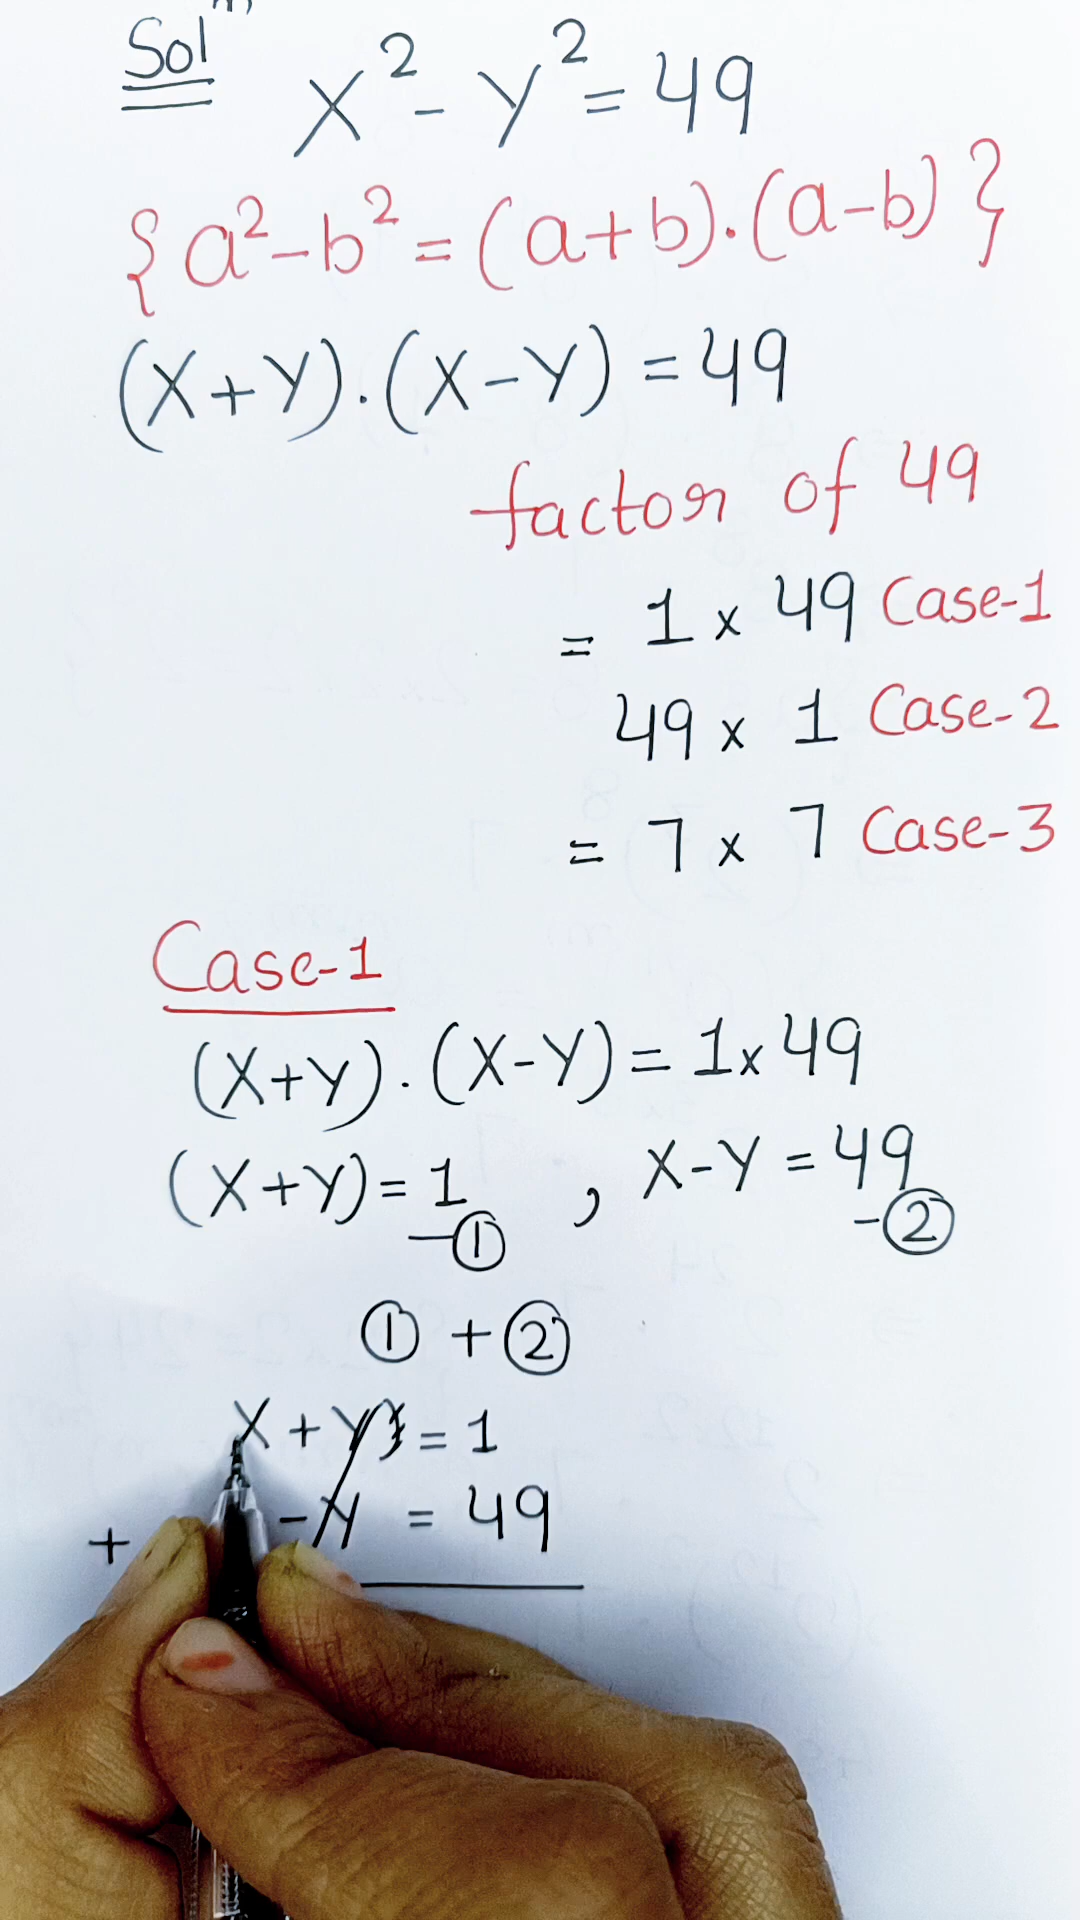 Solⁿ
X² - Y² = 49
{a² - b² = (a+b).(a-b)}
(X+Y).(X-Y) = 49
factor of 49
= 1 x 49 Case-1
49 x 1 Case-2
= 7 x 7 Case-3
Case-1
(X+Y).(X-Y) = 1x49
(X+Y) = 1 , X-Y = 49
-① -②
① + ②
X + Y = 1
+ - Y = 49